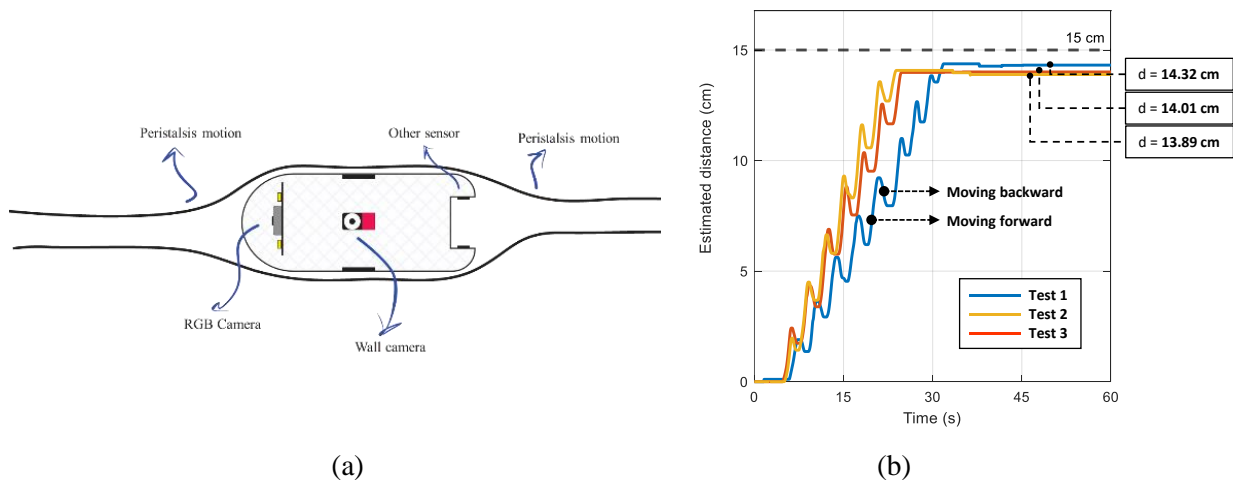 Peristalsis motion
Other sensor
Peristalsis motion
RGB Camera
Wall camera
(a)
Estimated distance (cm)
15
10
5
0
0
15
30
45
60
Time (s)
15 cm
d = 14.32 cm
d = 14.01 cm
d = 13.89 cm
Moving backward
Moving forward
Test 1
Test 2
Test 3
(b)